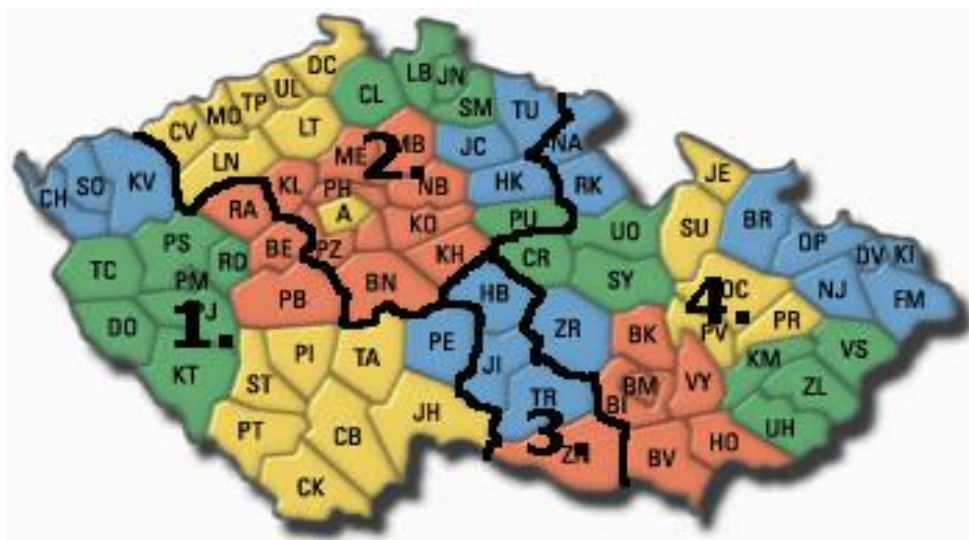 DC
LB
JN
UL
TP
CL
SM
TU
MO
CV
LT
MB
JC
NA
ME
2.
LN
JE
KV
SO
CH
KL
PH
NB
HK
RK
RA
A
BR
KO
PU
UO
SU
OP
PS
BE
PZ
KH
CR
DV
KI
TC
RO
PM
BN
HB
SY
OC
NJ
FM
PB
4.
DO
1.
J
PE
ZR
BK
PV
PR
VS
KT
PI
TA
JI
KM
ST
BM
VY
ZL
TR
BI
JH
PT
CB
3.
UH
HO
ZN
BV
CK